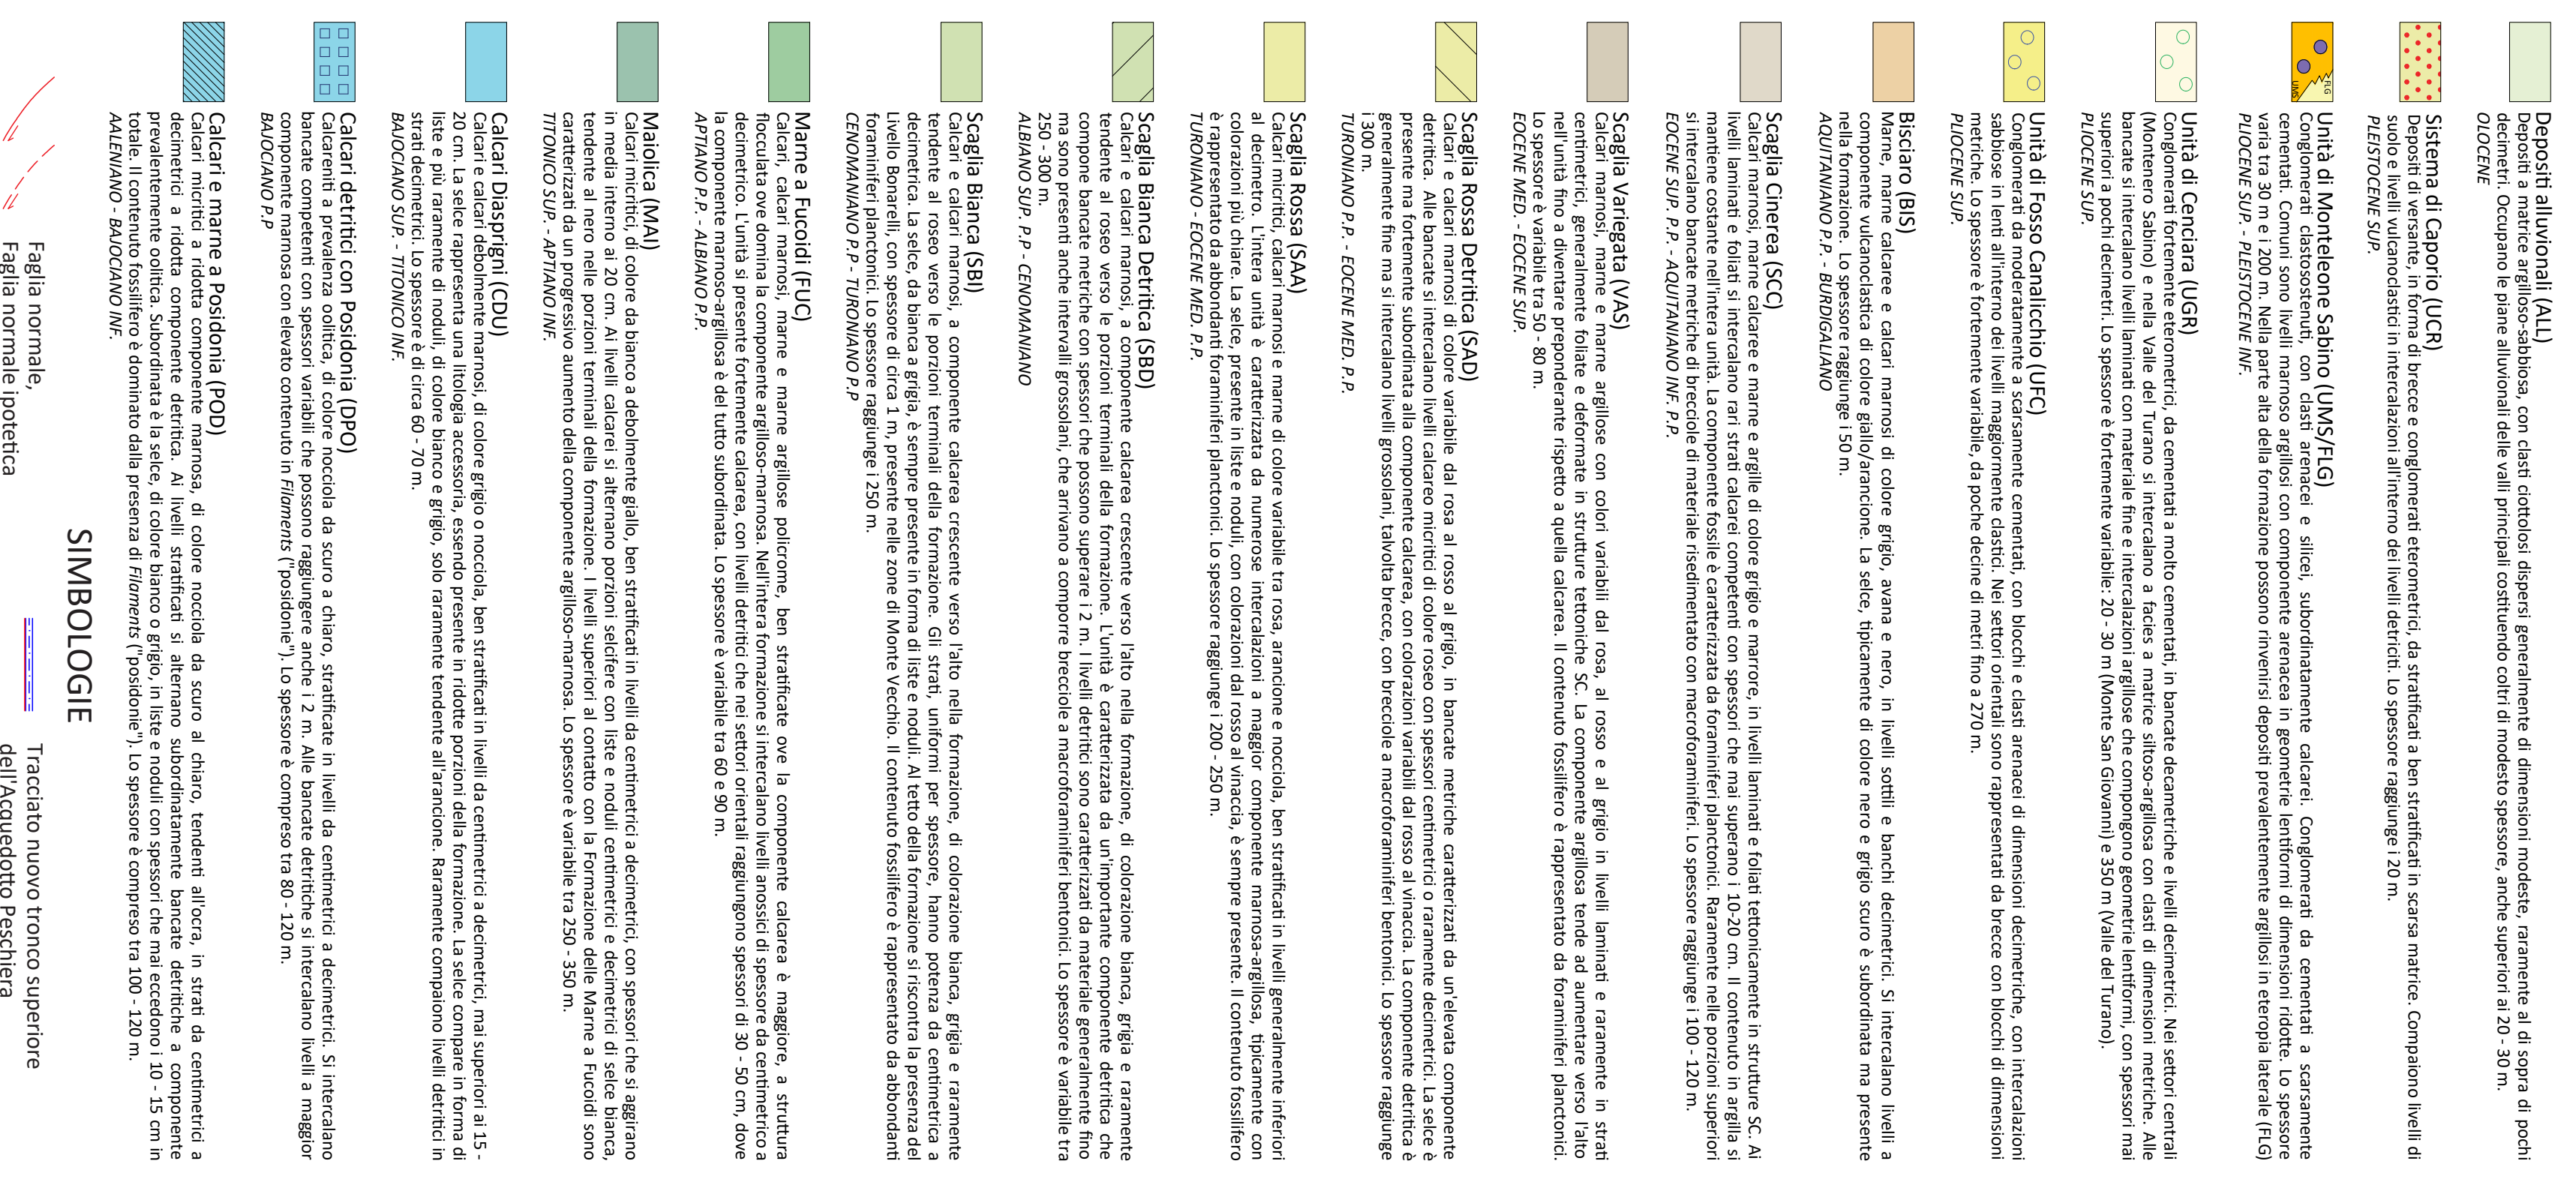 Depositi alluvionali (ALL)
Depositi a matrice argilloso-sabbiosa, con clasti ciottolosi dispersi generalmente di dimensioni modeste, raramente al di sopra di pochi
decimetri. Occupano le piane alluvionali delle valli principali costituendo coltri di modesto spessore, anche superiori ai 20 - 30 m.
OLOCENE
Sistema di Caporio (UCR)
Depositi di versante, in forma di brecce e conglomerati eterometrici, da stratificati a ben stratificati in scarsa matrice. Compaiono livelli di
suolo e livelli vulcanoclastici in intercalazioni all'interno dei livelli detritici. Lo spessore raggiunge i 20 m.
PLEISTOCENE SUP.
FLG
UMS
Unità di Monteleone Sabino (UMS/FLG)
Conglomerati clastosostenuti, con clasti arenacei e silicei, subordinatamente calcarei. Conglomerati da cementati a scarsamente
cementati. Comuni sono livelli marnoso argillosi con componente arenacea in geometrie lentiformi di dimensioni ridotte. Lo spessore
varia tra 30 m e i 200 m. Nella parte alta della formazione possono rinvenirsi depositi prevalentemente argillosi in eteropia laterale (FLG)
PLIOCENE SUP. - PLEISTOCENE INF.
Unità di Cenciara (UGR)
Conglomerati fortemente eterometrici, da cementati a molto cementati, in bancate decametriche e livelli decimetrici. Nei settori centrali
(Montenero Sabino) e nella Valle del Turano si intercalano a facies a matrice siltoso-argillosa con clasti di dimensioni metriche. Alle
bancate si intercalano livelli laminati in materiale fine e intercalazioni argillose che compongono geometrie lentiformi, con spessori mai
superiori a pochi decimetri. Lo spessore è fortemente variabile: 20 - 30 m (Monte San Giovanni) e 350 m (Valle del Turano).
PLIOCENE SUP.
Unità di Fosso Canalicchio (UFC)
Conglomerati da moderatamente a scarsamente cementati, con blocchi e clasti arenacei di dimensioni decimetriche, con intercalazioni
sabbiose in lenti all'interno dei livelli maggiormente clastici. Nei settori orientali sono rappresentati da brecce con blocchi di dimensioni
metriche. Lo spessore è fortemente variabile, da poche decine di metri fino a 270 m.
PLIOCENE SUP.
Bisciaro (BIS)
Marne, marne calcaree e calcari marnosi di colore grigio, avana e nero, in livelli sottili e banchi decimetrici. Si intercalano livelli a
componente vulcanoclastica di colore giallo/arancione. La selce, tipicamente di colore nero e grigio scuro è subordinata ma presente
nella formazione. Lo spessore raggiunge i 50 m.
AQUITANIANO P.P. - BURDIGALIANO
Scaglia Cinerea (SCC)
Calcari marnosi, marne calcaree e marne e argille di colore grigio e marrore, in livelli laminati e foliati tettonicamente in strutture SC. Ai
livelli laminati e foliati si intercalano rari strati calcarei competenti con spessori che mai superano i 10-20 cm. Il contenuto in argilla si
mantiene costante nell'intera unità. La componente fossile è caratterizzata da foraminiferi planctonici. Raramente nelle porzioni superiori
si intercalano bancate metriche di brecciole di materiale risedimentato con macroforaminiferi. Lo spessore raggiunge i 100 - 120 m.
EOCENE SUP. P.P. - AQUITANINANO INF. P.P.
Scaglia Variegata (VAS)
Calcari marnosi, marne e marne argillose con colori variabili dal rosa, al rosso e al grigio in livelli laminati e raramente in strati
centimetrici, generalmente foliate e deformate in strutture tettoniche SC. La componente argillosa tende ad aumentare verso l'alto
nell'unità fino a diventare preponderante rispetto a quella calcarea. Il contenuto fossilifero è rappresentato da foraminiferi planctonici.
Lo spessore è variabile tra 50 - 80 m.
EOCENE MED. - EOCENE SUP.
Scaglia Rossa Detritica (SAD)
Calcari e calcari marnosi e marne di colore variabile dal rosa al rosso al grigio, in bancate metriche caratterizzati da un'elevata componente
detritica. Alle bancate si intercalano livelli calcareo micritici di colore roseo con spessori centimetrici o raramente decimetrici. La selce è
presente ma fortemente subordinata alla componente calcarea, con colorazioni variabili dal rosso al vinaccia. La componente detritica è
generalmente fine ma si intercalano livelli grossolani, talvolta brecce, con brecciole a macroforaminiferi bentonici. Lo spessore raggiunge
i 300 m.
TURONIANO P.P. - EOCENE MED. P.P.
Scaglia Rossa (SAA)
Calcari micritici, calcari marnosi e marne di colore variabile tra rosa, arancione e nocciola, ben stratificati in livelli generalmente inferiori
al decimetro. L'intera unità è caratterizzata da numerose intercalazioni a maggior componente marnosa-argillosa, tipicamente con
colorazioni più chiare. La selce, presente in liste e noduli, con colorazioni dal rosso al vinaccia, è sempre presente. Il contenuto fossilifero
è rappresentato da abbondanti foraminiferi planctonici. Lo spessore raggiunge i 200 - 250 m.
TURONIANO - EOCENE MED. P.P.
Scaglia Bianca Detritica (SBD)
Calcari e calcari marnosi, a componente calcarea crescente verso l'alto nella formazione, di colorazione bianca, grigia e raramente
tendente al roseo verso le porzioni terminali della formazione. L'unità è caratterizzata da un'importante componente detritica che
compone bancate metriche con spessori che possono superare i 2 m. I livelli detritici sono caratterizzati da materiale generalmente fino
ma sono presenti anche intervalli grossolani, che arrivano a comporre brecciole a macroforaminiferi bentonici. Lo spessore è variabile tra
250 - 300 m.
ALBIANO SUP. P.P - CENOMANIANO
Scaglia Bianca (SBI)
Calcari e calcari marnosi, a componente calcarea crescente verso l'alto nella formazione, di colorazione bianca, grigia e raramente
tendente al roseo verso le porzioni terminali della formazione. Gli strati, uniformi per spessore, hanno potenza da centimetrica a
decimetrica. La selce, da bianca a grigia, è sempre presente in forma di liste e noduli. Al tetto della formazione si riscontra la presenza del
Livello Bonarelli, con spessore di circa 1 m, presente nelle zone di Monte Vecchio. Il contenuto fossilifero è rappresentato da abbondanti
foraminiferi planctonici. Lo spessore raggiunge i 250 m.
CENOMANIANO P.P - TURONIANO P.P
Marne a Fucoidi (FUC)
Calcari, calcari marnosi, marne e marne argillose policrome, ben stratificate ove la componente calcarea è maggiore, a struttura
flocculata ove domina la componente argilloso-marnosa. Nell'intera formazione si intercalano livelli anossici di spessore da centimetrico a
decimetrico. L'unità si presente fortemente calcarea, con livelli detritici che nei settori orientali raggiungono spessori di 30 - 50 cm, dove
la componente marnoso-argillosa è del tutto subordinata. Lo spessore è variabile tra 60 e 90 m.
APTIANO P.P. - ALBIANO P.P.
Maiolica (MAI)
Calcari micritici, di colore da bianco a debolmente giallo, ben stratificati in livelli da centimetrici a decimetrici, con spessori che si aggirano
in media intorno ai 20 cm. Ai livelli calcarei si alternano porzioni selcifere con liste e noduli centimetrici e decimetrici di selce bianca,
tendente al nero nelle porzioni terminali della formazione. I livelli superiori al contatto con la Formazione delle Marne a Fucoidi sono
caratterizzati da un progressivo aumento della componente argilloso-marnosa. Lo spessore è variabile tra 250 - 350 m.
TITONICO SUP. - APTIANO INF.
Calcari Diasprigni (CDU)
Calcari e calcari debolmente marnosi, di colore grigio o nocciola, ben stratificati in livelli da centimetrici a decimetrici, mai superiori ai 15 -
20 cm. La selce rappresenta una litologia accessoria, essendo presente in ridotte porzioni della formazione. La selce compare in forma di
liste e più raramente di noduli, di colore bianco e grigio, solo raramente tendente all'arancione. Raramente compaiono livelli detritici in
strati decimetrici. Lo spessore è di circa 60 - 70 m.
BAJOCIANO SUP. - TITONICO INF.
Calcari detritici con Posidonia (DPO)
Calcareniti a prevalenza oolitica, di colore nocciola da scuro a chiaro, stratificate in livelli da centimetrici a decimetrici. Si intercalano
bancate competenti con spessori variabili che possono raggiungere anche i 2 m. Alle bancate detritiche si intercalano livelli a maggior
componente marnosa con elevato contenuto in Filaments ("posidonie"). Lo spessore è compreso tra 80 - 120 m.
BAJOCIANO P.P
Calcari e marne a Posidonia (POD)
Calcari micritici a ridotta componente marnosa, di colore nocciola da scuro al chiaro, tendenti all'ocra, in strati da centimetrici a
decimetrici a ridotta componente detritica. Ai livelli stratificati si alternano subordinatamente bancate detritiche a componente
prevalentemente oolitica. Subordinata è la selce, di colore bianco o grigio, in liste e noduli con spessori che mai eccedono i 10 - 15 cm in
totale. Il contenuto fossilifero è dominato dalla presenza di Filaments ("posidonie"). Lo spessore è compreso tra 100 - 120 m.
AALENIANO - BAJOCIANO INF.
SIMBOLOGIE
Faglia normale,
Faglia normale ipotetica
Tracciato nuovo tronco superiore
dell'Acquedotto Peschiera